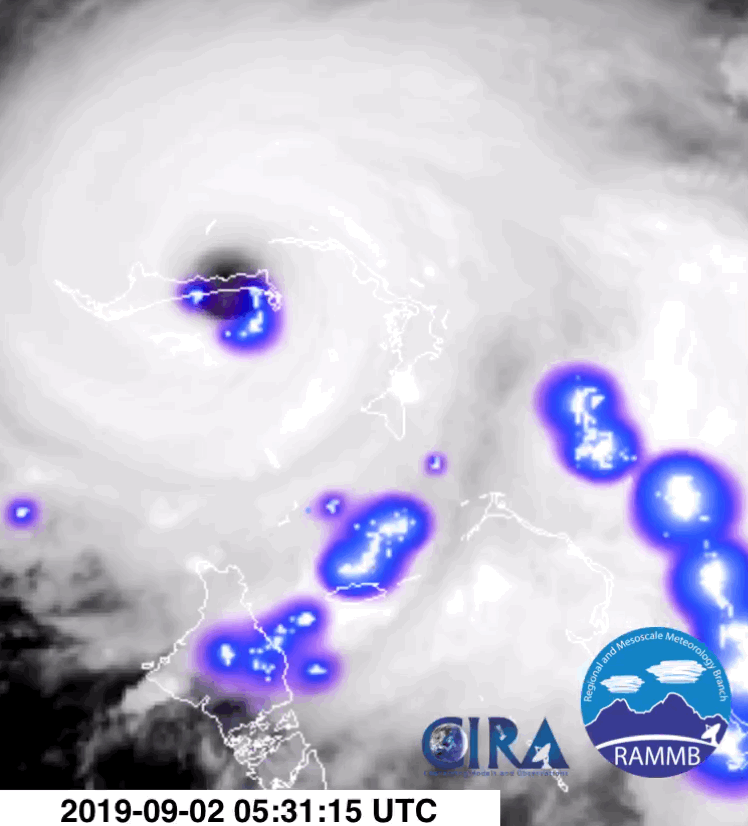 Regional and Mesoscale Meteorology Branch
RAMMB
CIRA
2019-09-02 05:31:15 UTC